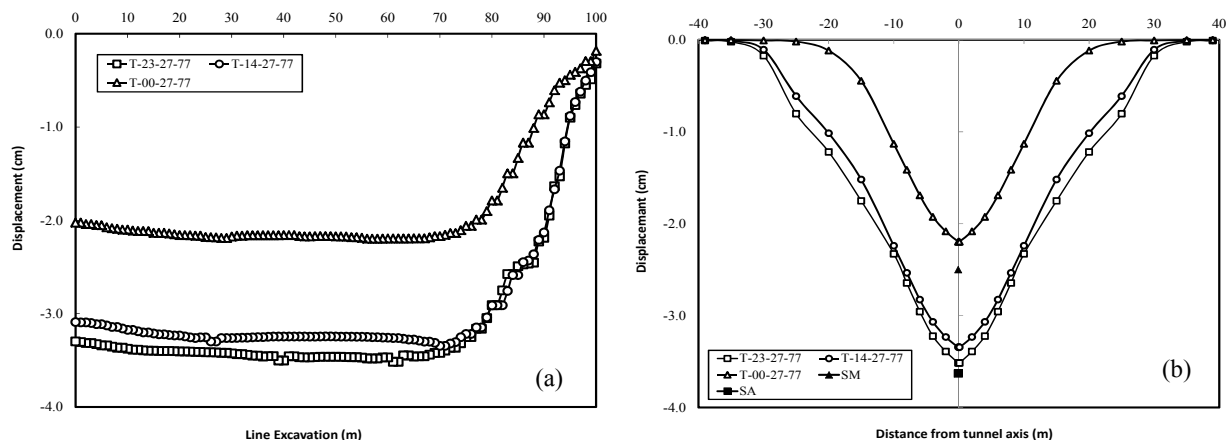 0 10 20 30 40 50 60 70 80 90 100
0.0
-1.0
-2.0
-3.0
-4.0
Displacement (cm)
T-23-27-77 T-14-27-77
T-00-27-77
(a)
Line Excavation (m)
-40 -30 -20 -10 0 10 20 30 40
0.0
-1.0
-2.0
-3.0
-4.0
Displacemant (cm)
(b)
T-23-27-77 T-14-27-77
T-00-27-77 SM
SA
Distance from tunnel axis (m)